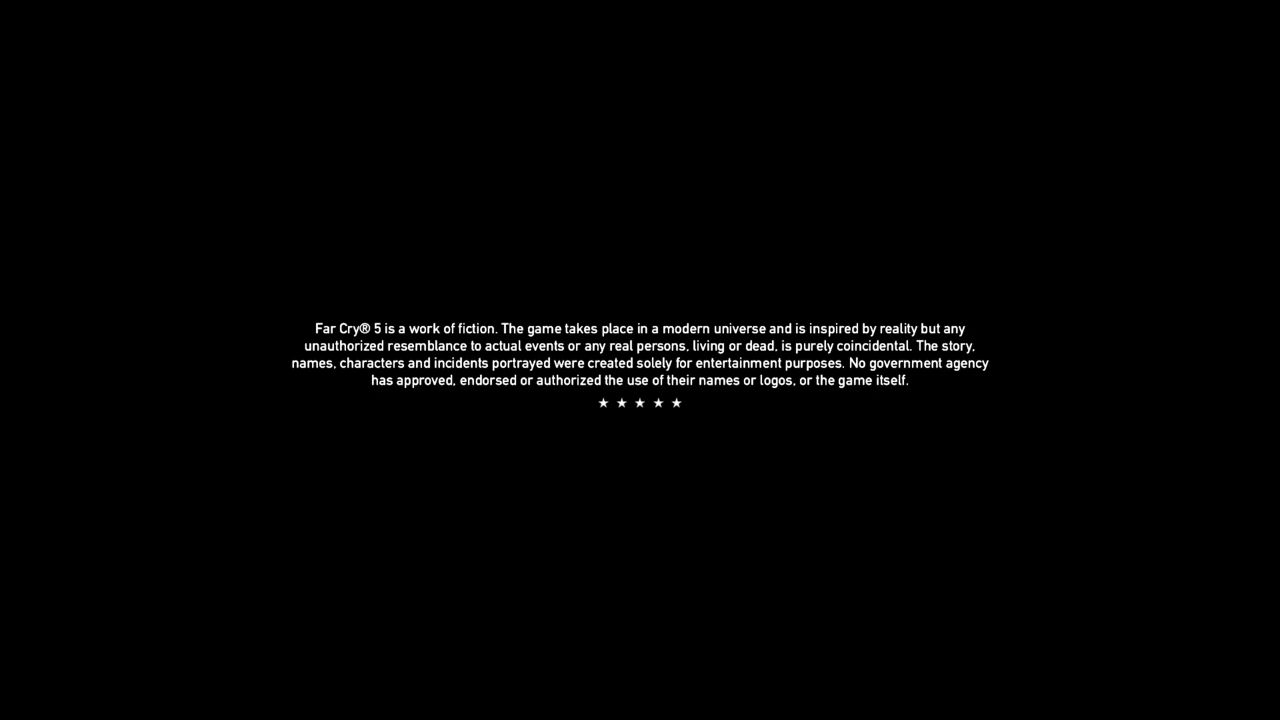 Far Cry® 5 is a work of fiction. The game takes place in a modern universe and is inspired by reality but any
unauthorized resemblance to actual events or any real persons, living or dead, is purely coincidental. The story,
names, characters and incidents portrayed were created solely for entertainment purposes. No government agency
has approved, endorsed or authorized the use of their names or logos, or the game itself.
★ ★ ★ ★ ★